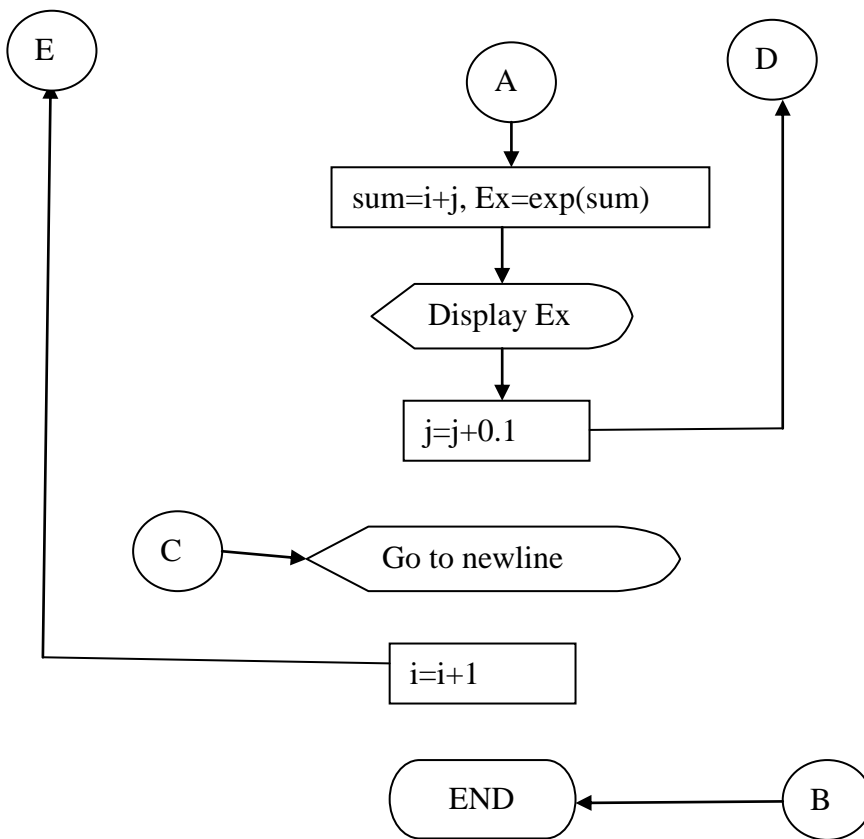 E
A
D
sum=i+j, Ex=exp(sum)
Display Ex
j=j+0.1
C
Go to newline
i=i+1
END
B